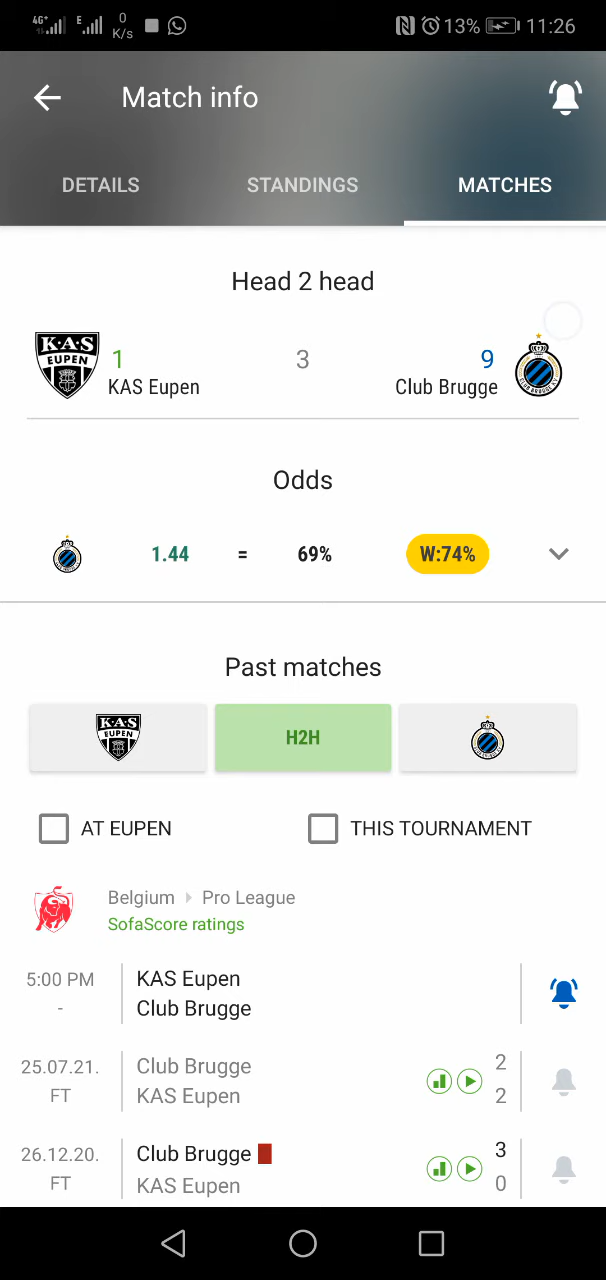 4G+ E 0 K/s 13% 11:26
Match info
DETAILS STANDINGS MATCHES
Head 2 head
K·A·S EUPEN
1 3 9
KAS Eupen Club Brugge
Odds
1.44 = 69% W:74%
Past matches
K·A·S EUPEN H2H
AT EUPEN THIS TOURNAMENT
Belgium Pro League
SofaScore ratings
5:00 PM KAS Eupen
- Club Brugge
25.07.21. Club Brugge 2
FT KAS Eupen 2
26.12.20. Club Brugge 3
FT KAS Eupen 0